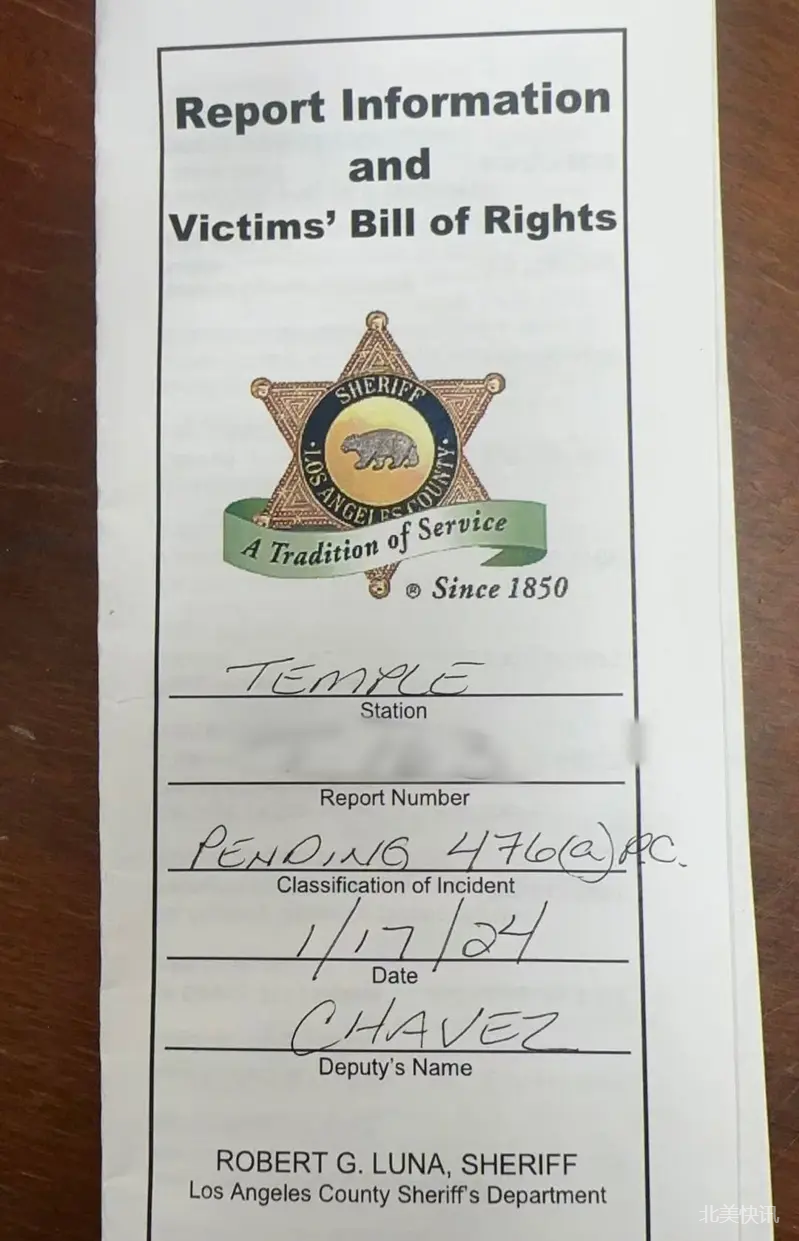 Report Information
and
Victims' Bill of Rights
SHERIFF
LOS ANGELES COUNTY
A Tradition of Service
® Since 1850
TEMPLE
Station
Report Number
PENDING 476(a) P.C.
Classification of Incident
1/17/24
Date
CHAVEZ
Deputy's Name
ROBERT G. LUNA, SHERIFF
Los Angeles County Sheriff's Department
北美快讯